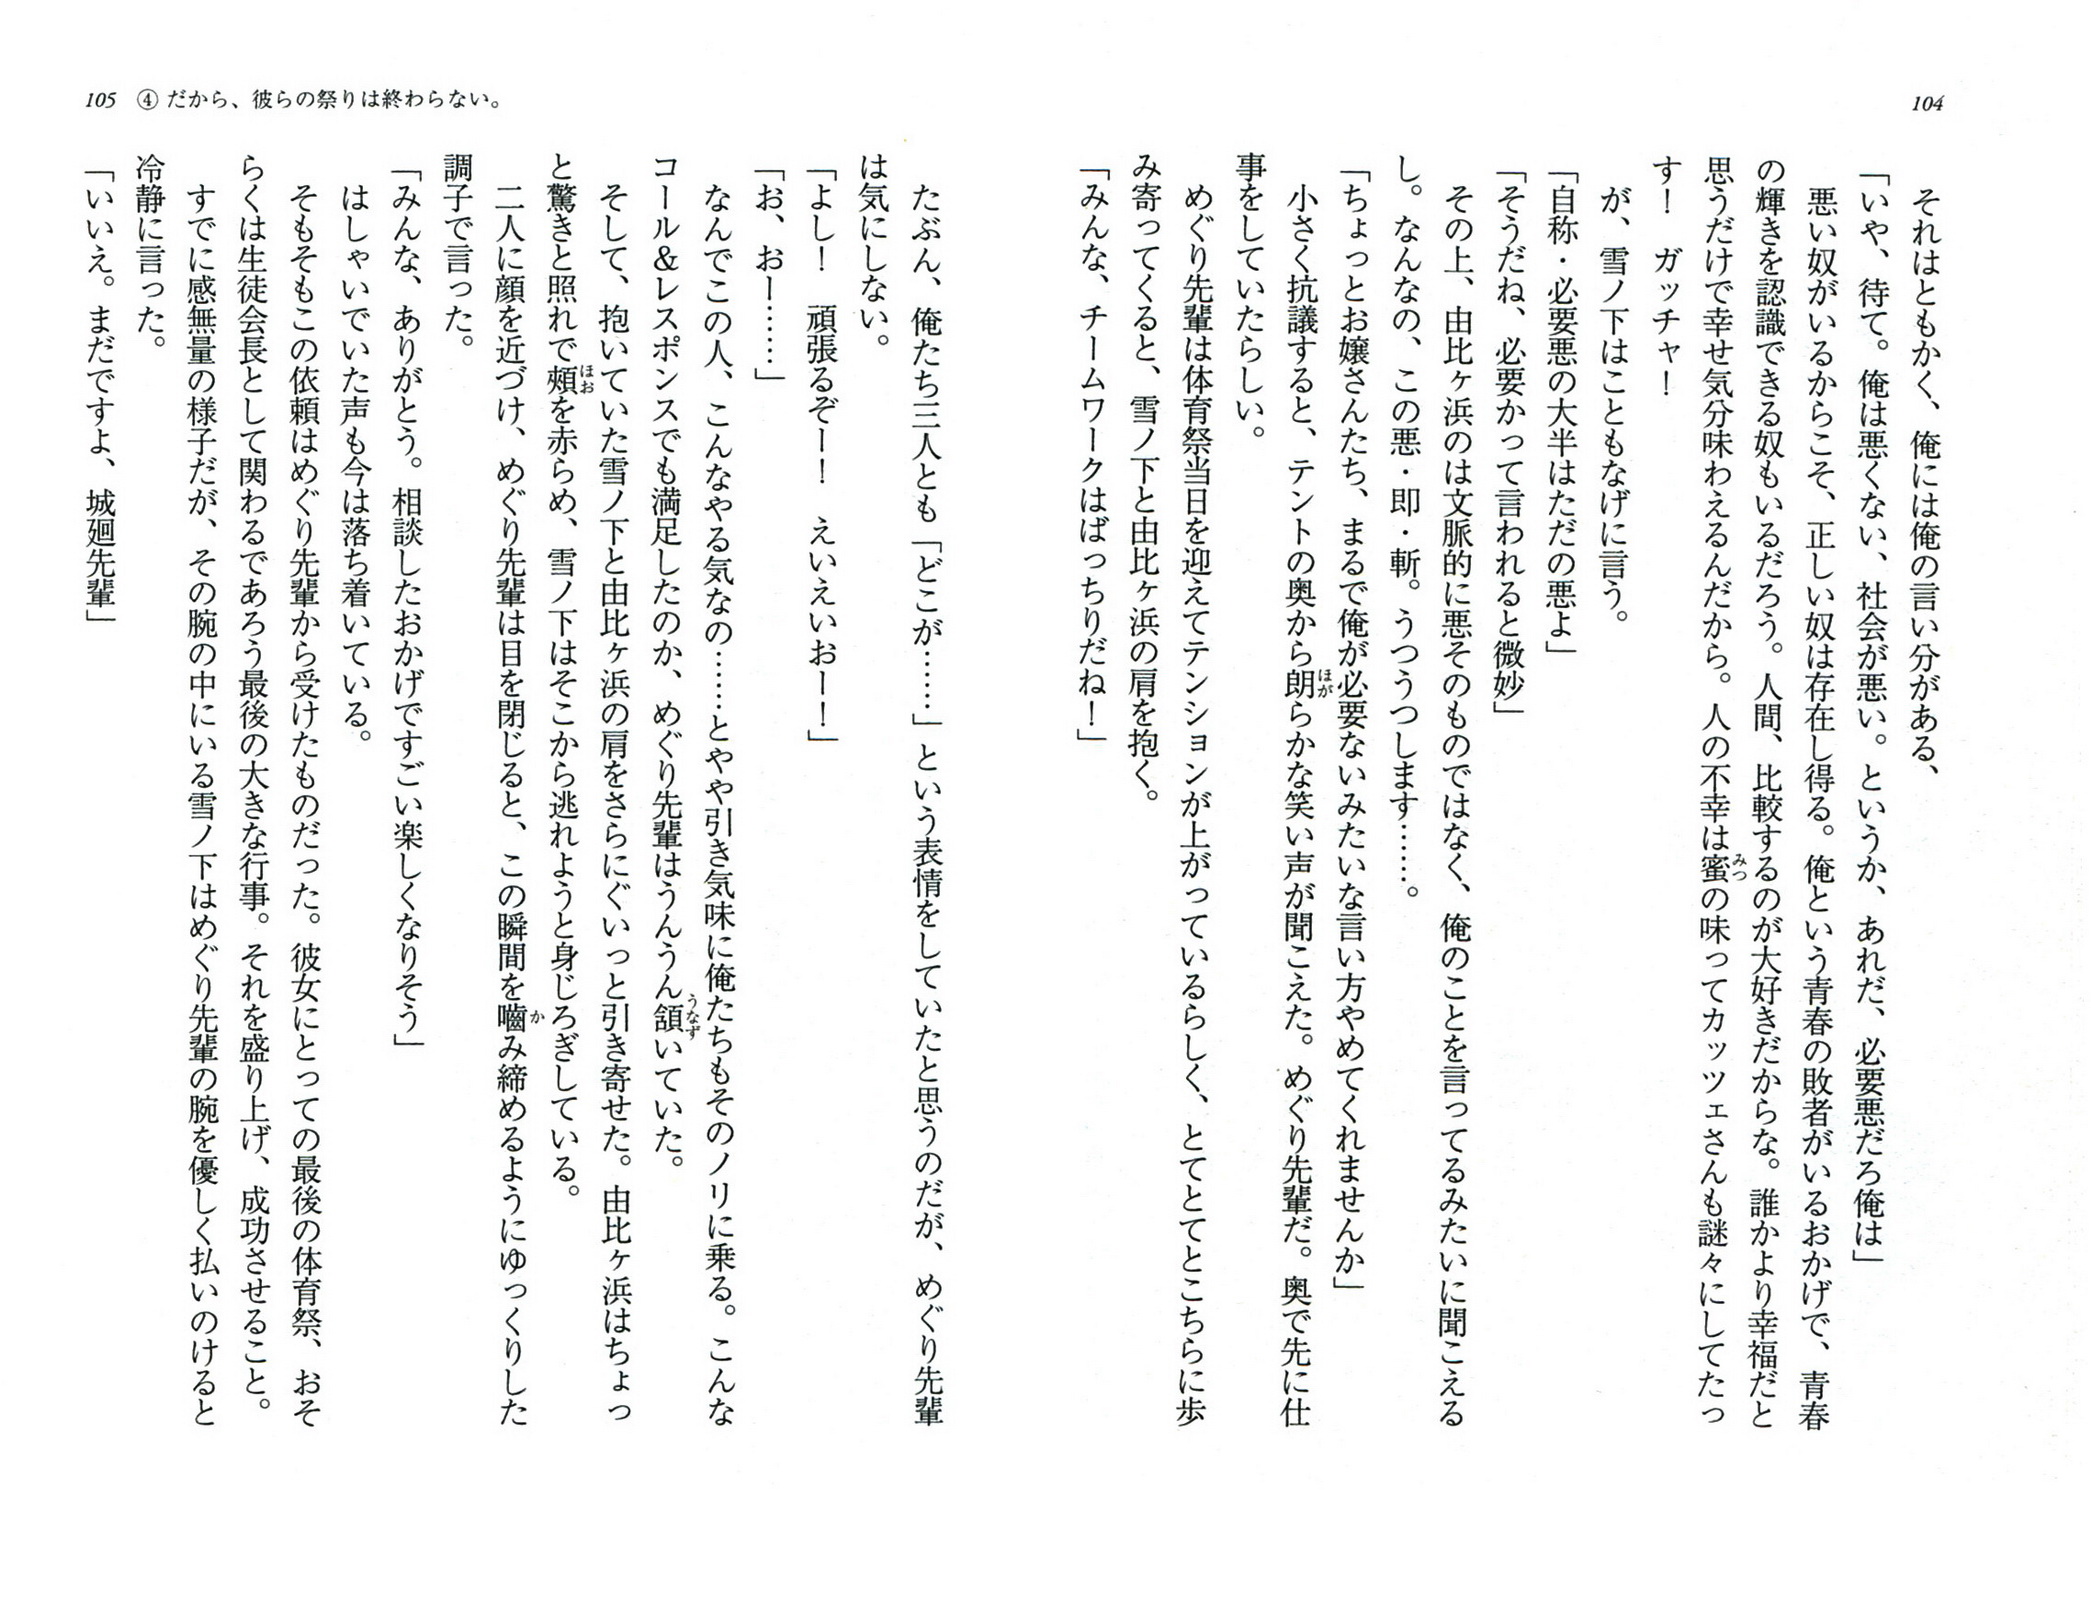 104
それはともかく、俺には俺の言い分がある、
「いや、待て。俺は悪くない、社会が悪い。というか、あれだ、必要悪だろ俺は」
悪い奴がいるからこそ、正しい奴は存在し得る。俺という青春の敗者がいるおかげで、青春
の輝きを認識できる奴もいるだろう。人間、比較するのが大好きだからな。誰かより幸福だと
思うだけで幸せ気分味わえるんだから。人の不幸は蜜の味ってカッツェさんも謎々にしてたっ
す！　ガッチャ！
が、雪ノ下はこともなげに言う。
「自称・必要悪の大半はただの悪よ」
「そうだね、必要かって言われると微妙」
その上、由比ヶ浜のは文脈的に悪そのものではなく、俺のことを言ってるみたいに聞こえる
し。なんなの、この悪・即・斬。うつうつします……。
「ちょっとお嬢さんたち、まるで俺が必要ないみたいな言い方やめてくれませんか」
小さく抗議すると、テントの奥から朗らかな笑い声が聞こえた。めぐり先輩だ。奥で先に仕
事をしていたらしい。
めぐり先輩は体育祭当日を迎えてテンションが上がっているらしく、とてとてとこちらに歩
み寄ってくると、雪ノ下と由比ヶ浜の肩を抱く。
「みんな、チームワークはばっちりだね！」
105 ④ だから、彼らの祭りは終わらない。
たぶん、俺たち三人とも「どこが……」という表情をしていたと思うのだが、めぐり先輩
は気にしない。
「よし！　頑張るぞー！　えいえいおー！」
「お、おー……」
なんでこの人、こんなやる気なの……とやや引き気味に俺たちもそのノリに乗る。こんな
コール＆レスポンスでも満足したのか、めぐり先輩はうんうん頷いていた。
そして、抱いていた雪ノ下と由比ヶ浜の肩をさらにぐいっと引き寄せた。由比ヶ浜はちょっ
と驚きと照れで頰を赤らめ、雪ノ下はそこから逃れようと身じろぎしている。
二人に顔を近づけ、めぐり先輩は目を閉じると、この瞬間を嚙み締めるようにゆっくりした
調子で言った。
「みんな、ありがとう。相談したおかげですごい楽しくなりそう」
はしゃいでいた声も今は落ち着いている。
そもそもこの依頼はめぐり先輩から受けたものだった。彼女にとっての最後の体育祭、おそ
らくは生徒会長として関わるであろう最後の大きな行事。それを盛り上げ、成功させること。
すでに感無量の様子だが、その腕の中にいる雪ノ下はめぐり先輩の腕を優しく払いのけると
冷静に言った。
「いいえ。まだですよ、城廻先輩」